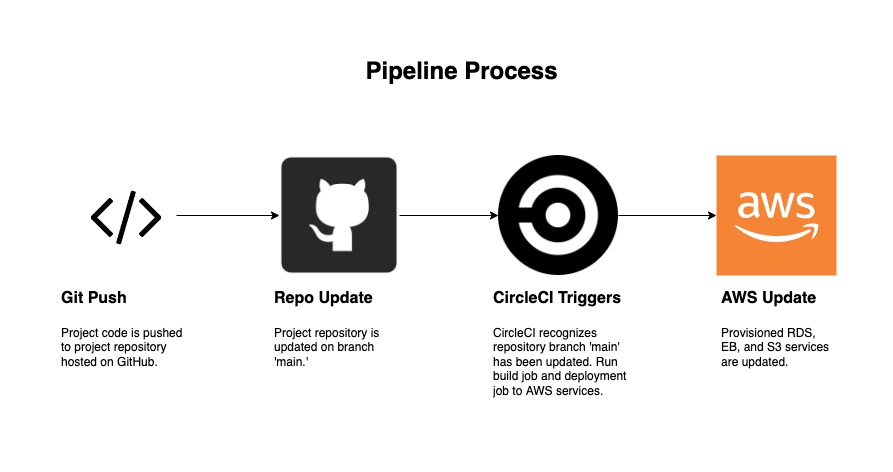 Pipeline Process
</>
aws
Git Push
Project code is pushed
to project repository
hosted on GitHub.
Repo Update
Project repository is
updated on branch
'main.'
CircleCI Triggers
CircleCI recognizes
repository branch 'main'
has been updated. Run
build job and deployment
job to AWS services.
AWS Update
Provisioned RDS,
EB, and S3 services
are updated.